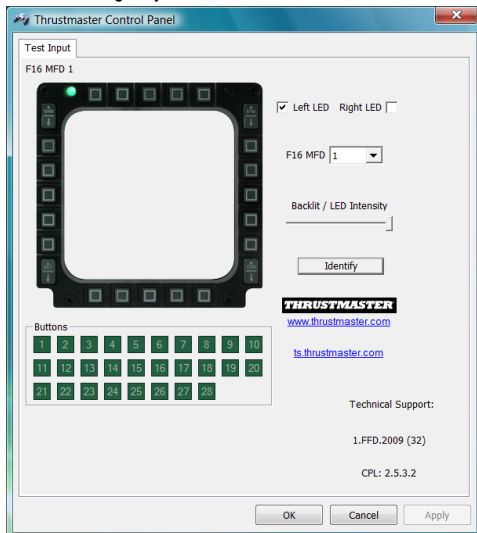 Thrustmaster Control Panel
Test Input
F16 MFD 1
Left LED Right LED
F16 MFD 1
Backlit / LED Intensity
Identify
THRUSTMASTER
www.thrustmaster.com
Buttons
1 2 3 4 5 6 7 8 9 10
ts.thrustmaster.com
11 12 13 14 15 16 17 18 19 20
21 22 23 24 25 26 27 28
Technical Support:
1.FFD.2009 (32)
CPL: 2.5.3.2
OK Cancel Apply